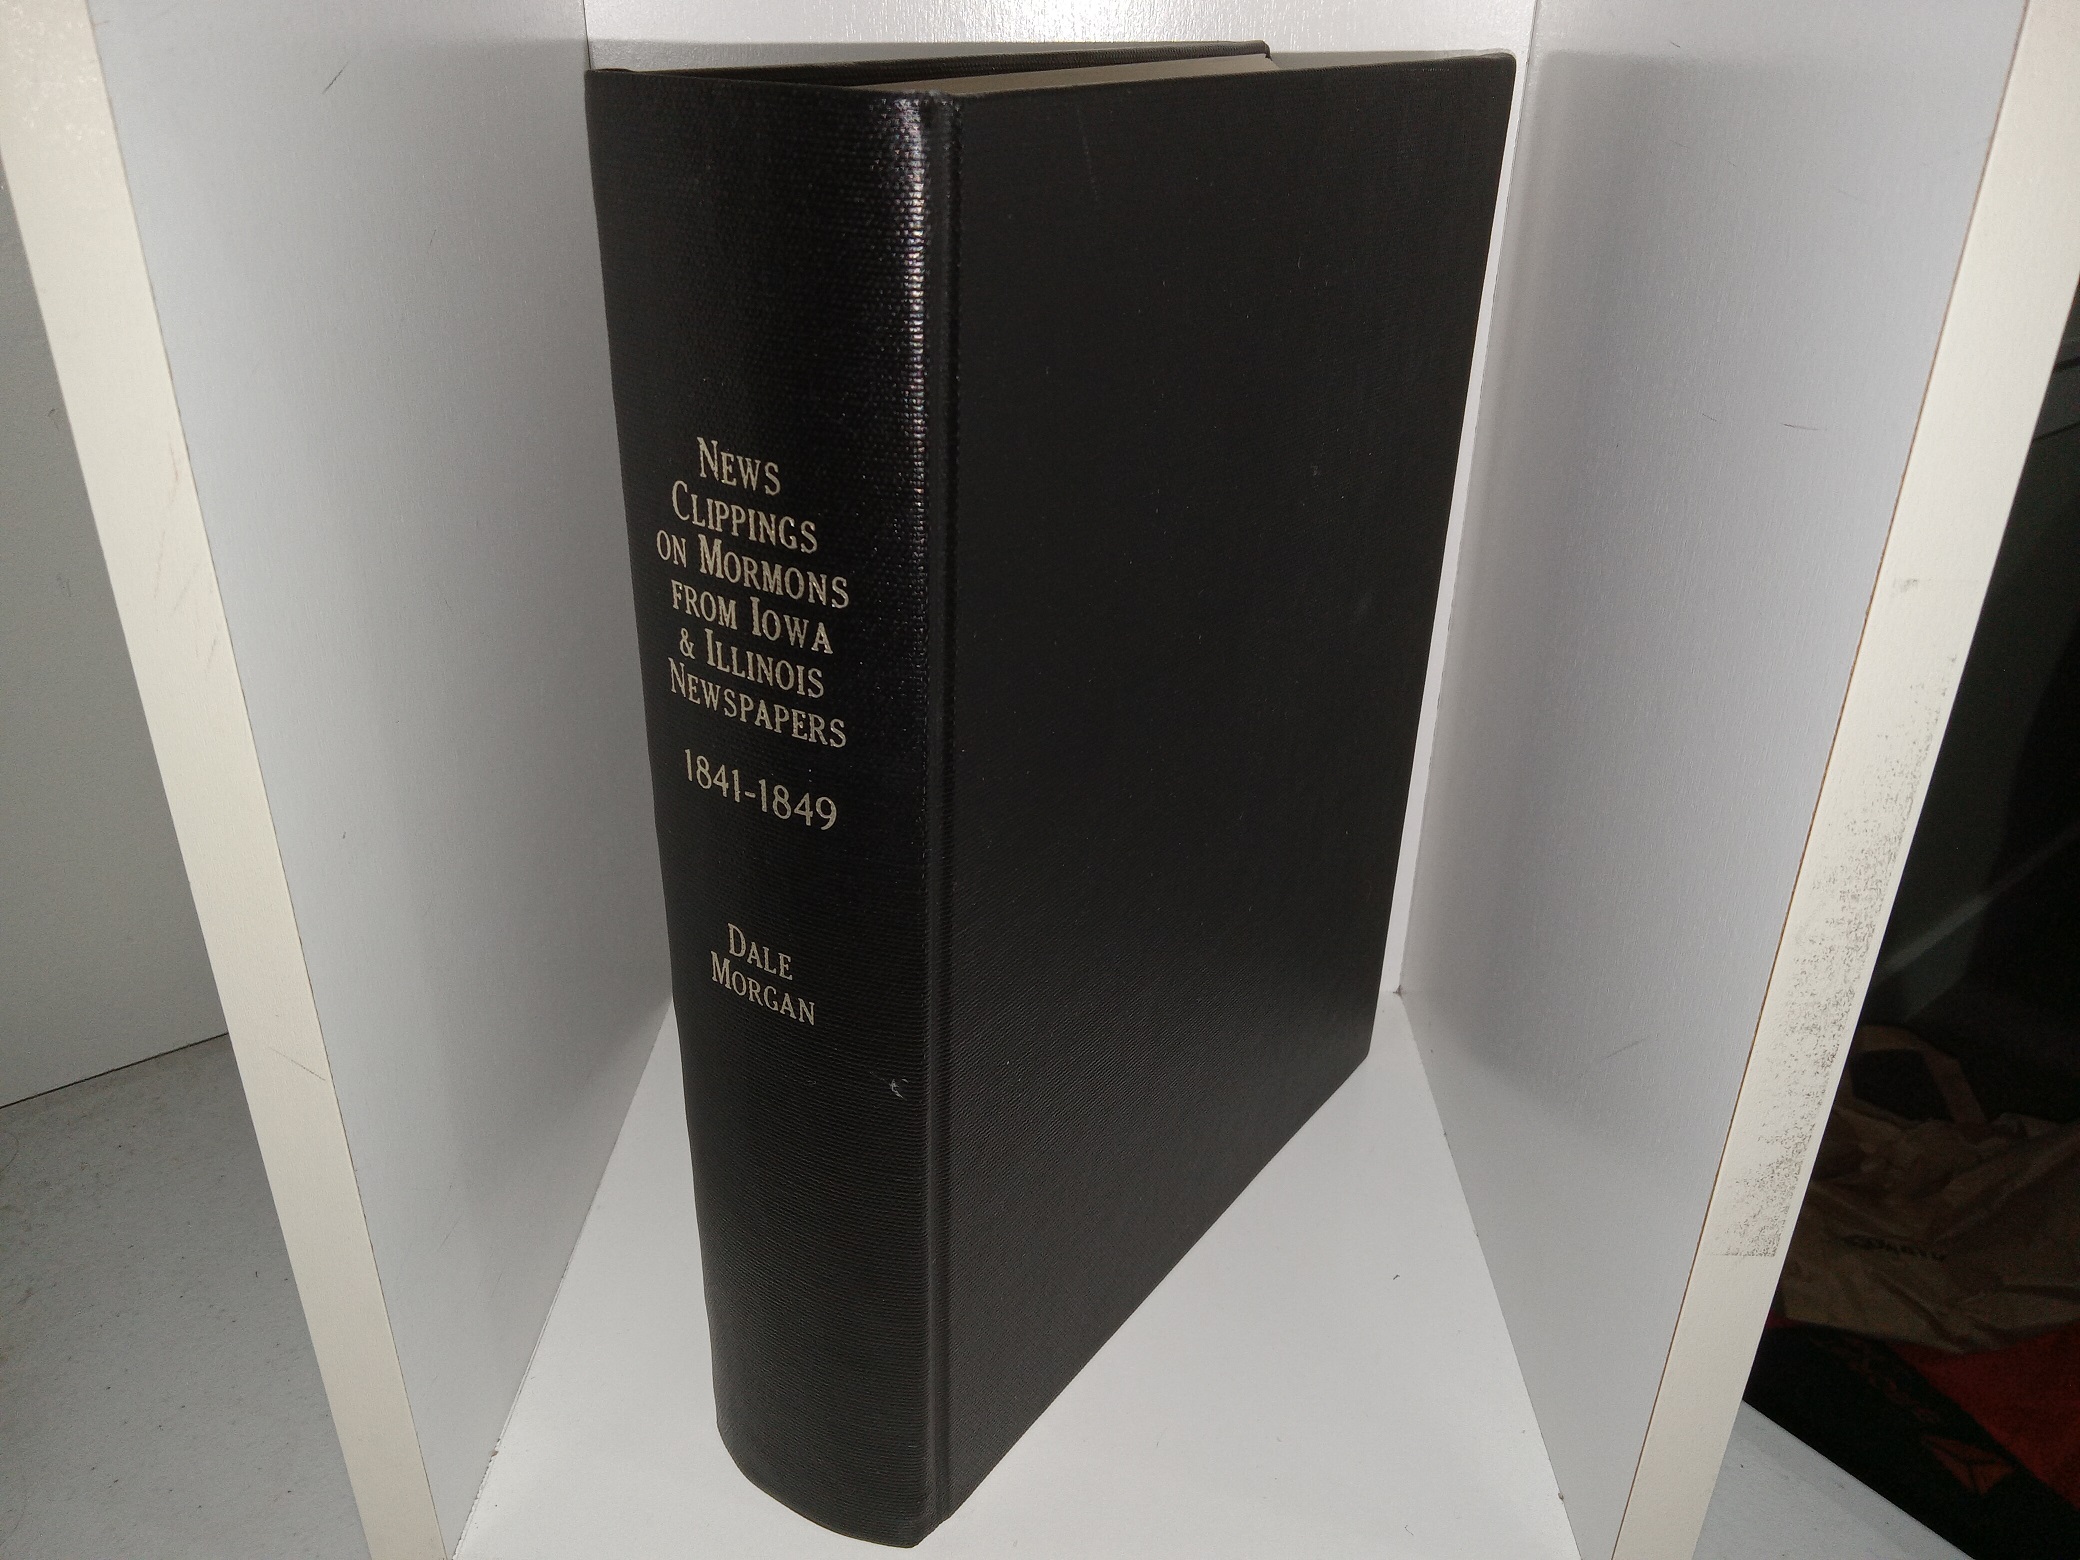 News
Clippings
on Mormons
from Iowa
& Illinois
Newspapers
1841-1849
Dale
Morgan